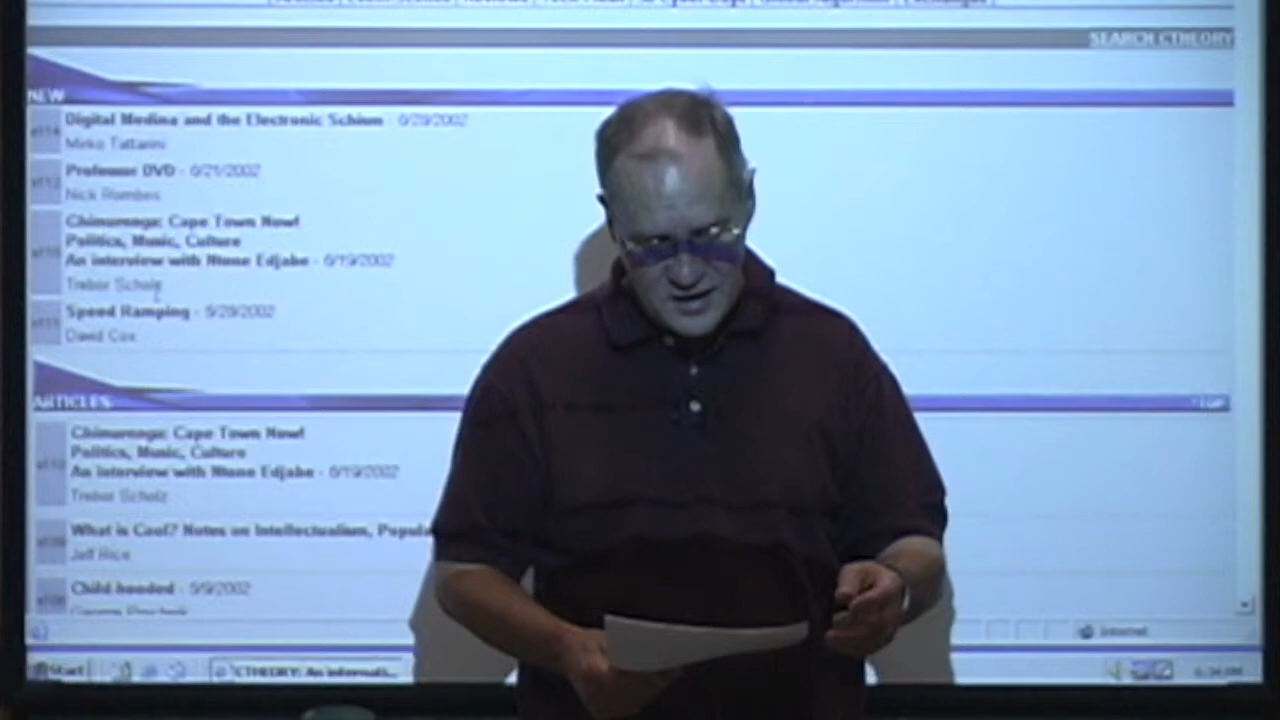 SEARCH CTHEORY
NEW
Digital Medina and the Electronic Schism - 6/29/2002
Mirko Tattarini
Professor DVD - 6/21/2002
Nick Rombes
Chimurenga: Cape Town Now!
Politics, Music, Culture
An interview with Ntone Edjabe - 6/19/2002
Trebor Scholz
Speed Ramping - 5/29/2002
David Cox
ARTICLES
TOP
Chimurenga: Cape Town Now!
Politics, Music, Culture
An interview with Ntone Edjabe - 6/19/2002
Trebor Scholz
What is Cool? Notes on Intellectualism, Popula
Jeff Rice
Child-hooded - 5/9/2002
Internet
Start
CTHEORY: An internati...